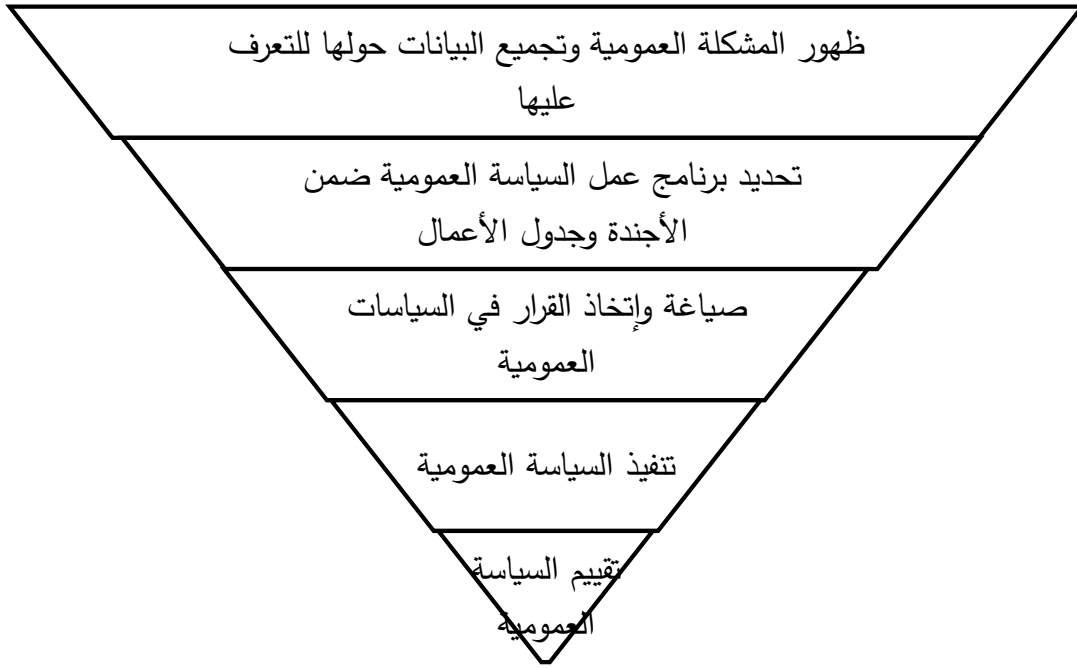 ظهور المشكلة العمومية وتجميع البيانات حولها للتعرف
عليها
تحديد برنامج عمل السياسة العمومية ضمن
الأجندة وجدول الأعمال
صياغة وإتخاذ القرار في السياسات
العمومية
تنفيذ السياسة العمومية
تقييم السياسة
العمومية